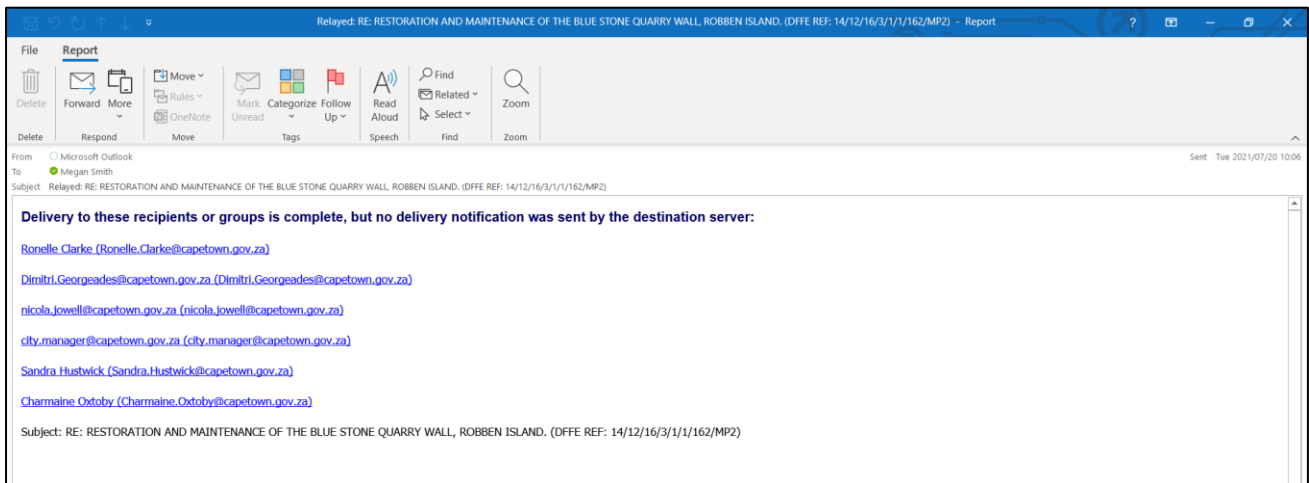 Relayed: RE: RESTORATION AND MAINTENANCE OF THE BLUE STONE QUARRY WALL, ROBBEN ISLAND. (DFFE REF: 14/12/16/3/1/1/162/MP2) - Report
File Report
Delete
Forward
More
Move
Rules
OneNote
Mark Unread
Categorize
Follow Up
Read Aloud
Find
Related
Select
Zoom
Delete Respond Move Tags Speech Find Zoom
From Microsoft Outlook Sent Tue 2021/07/20 10:06
To Megan Smith
Subject Relayed: RE: RESTORATION AND MAINTENANCE OF THE BLUE STONE QUARRY WALL, ROBBEN ISLAND. (DFFE REF: 14/12/16/3/1/1/162/MP2)
Delivery to these recipients or groups is complete, but no delivery notification was sent by the destination server:
Ronelle Clarke (Ronelle.Clarke@capetown.gov.za)
Dimitri.Georgeades@capetown.gov.za (Dimitri.Georgeades@capetown.gov.za)
nicola.jowell@capetown.gov.za (nicola.jowell@capetown.gov.za)
city.manager@capetown.gov.za (city.manager@capetown.gov.za)
Sandra Hustwick (Sandra.Hustwick@capetown.gov.za)
Charmaine Oxtoby (Charmaine.Oxtoby@capetown.gov.za)
Subject: RE: RESTORATION AND MAINTENANCE OF THE BLUE STONE QUARRY WALL, ROBBEN ISLAND. (DFFE REF: 14/12/16/3/1/1/162/MP2)